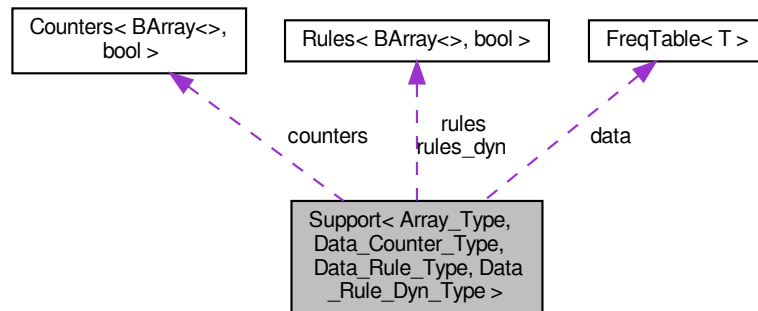 Counters< BArray<>,
bool >
Rules< BArray<>, bool >
FreqTable< T >
counters
rules
rules_dyn
data
Support< Array_Type,
Data_Counter_Type,
Data_Rule_Type, Data
_Rule_Dyn_Type >